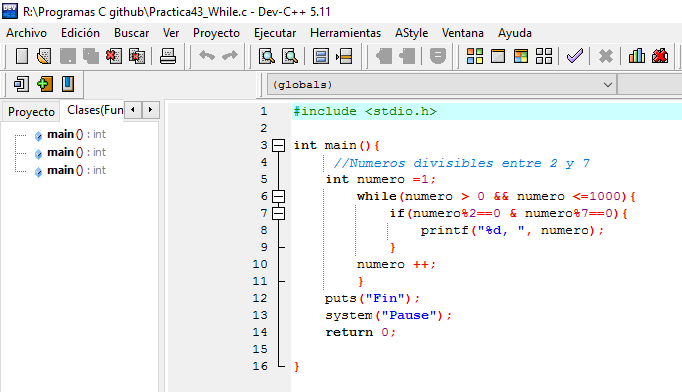 R:\Programas C github\Practica43_While.c - Dev-C++ 5.11
Archivo Edición Buscar Ver Proyecto Ejecutar Herramientas AStyle Ventana Ayuda
(globals)
Proyecto Clases(Fun
main() : int
main() : int
main() : int
1 #include <stdio.h>
2
3 int main(){
4 //Numeros divisibles entre 2 y 7
5 int numero =1;
6 while(numero > 0 && numero <=1000){
7 if(numero%2==0 & numero%7==0){
8 printf("%d, ", numero);
9 }
10 numero ++;
11 }
12 puts("Fin");
13 system("Pause");
14 return 0;
15
16 }